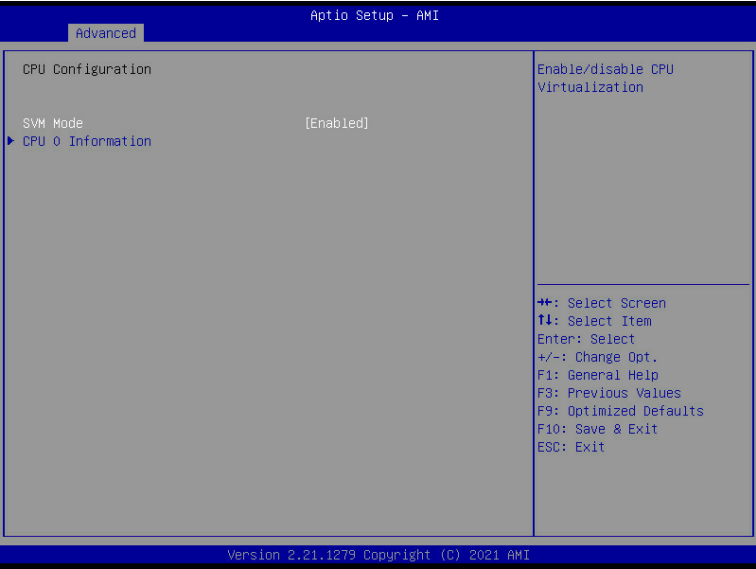 Aptio Setup – AMI
Advanced
CPU Configuration
SVM Mode [Enabled]
CPU 0 Information
Enable/disable CPU
Virtualization
→←: Select Screen
↑↓: Select Item
Enter: Select
+/-: Change Opt.
F1: General Help
F3: Previous Values
F9: Optimized Defaults
F10: Save & Exit
ESC: Exit
Version 2.21.1279 Copyright (C) 2021 AMI